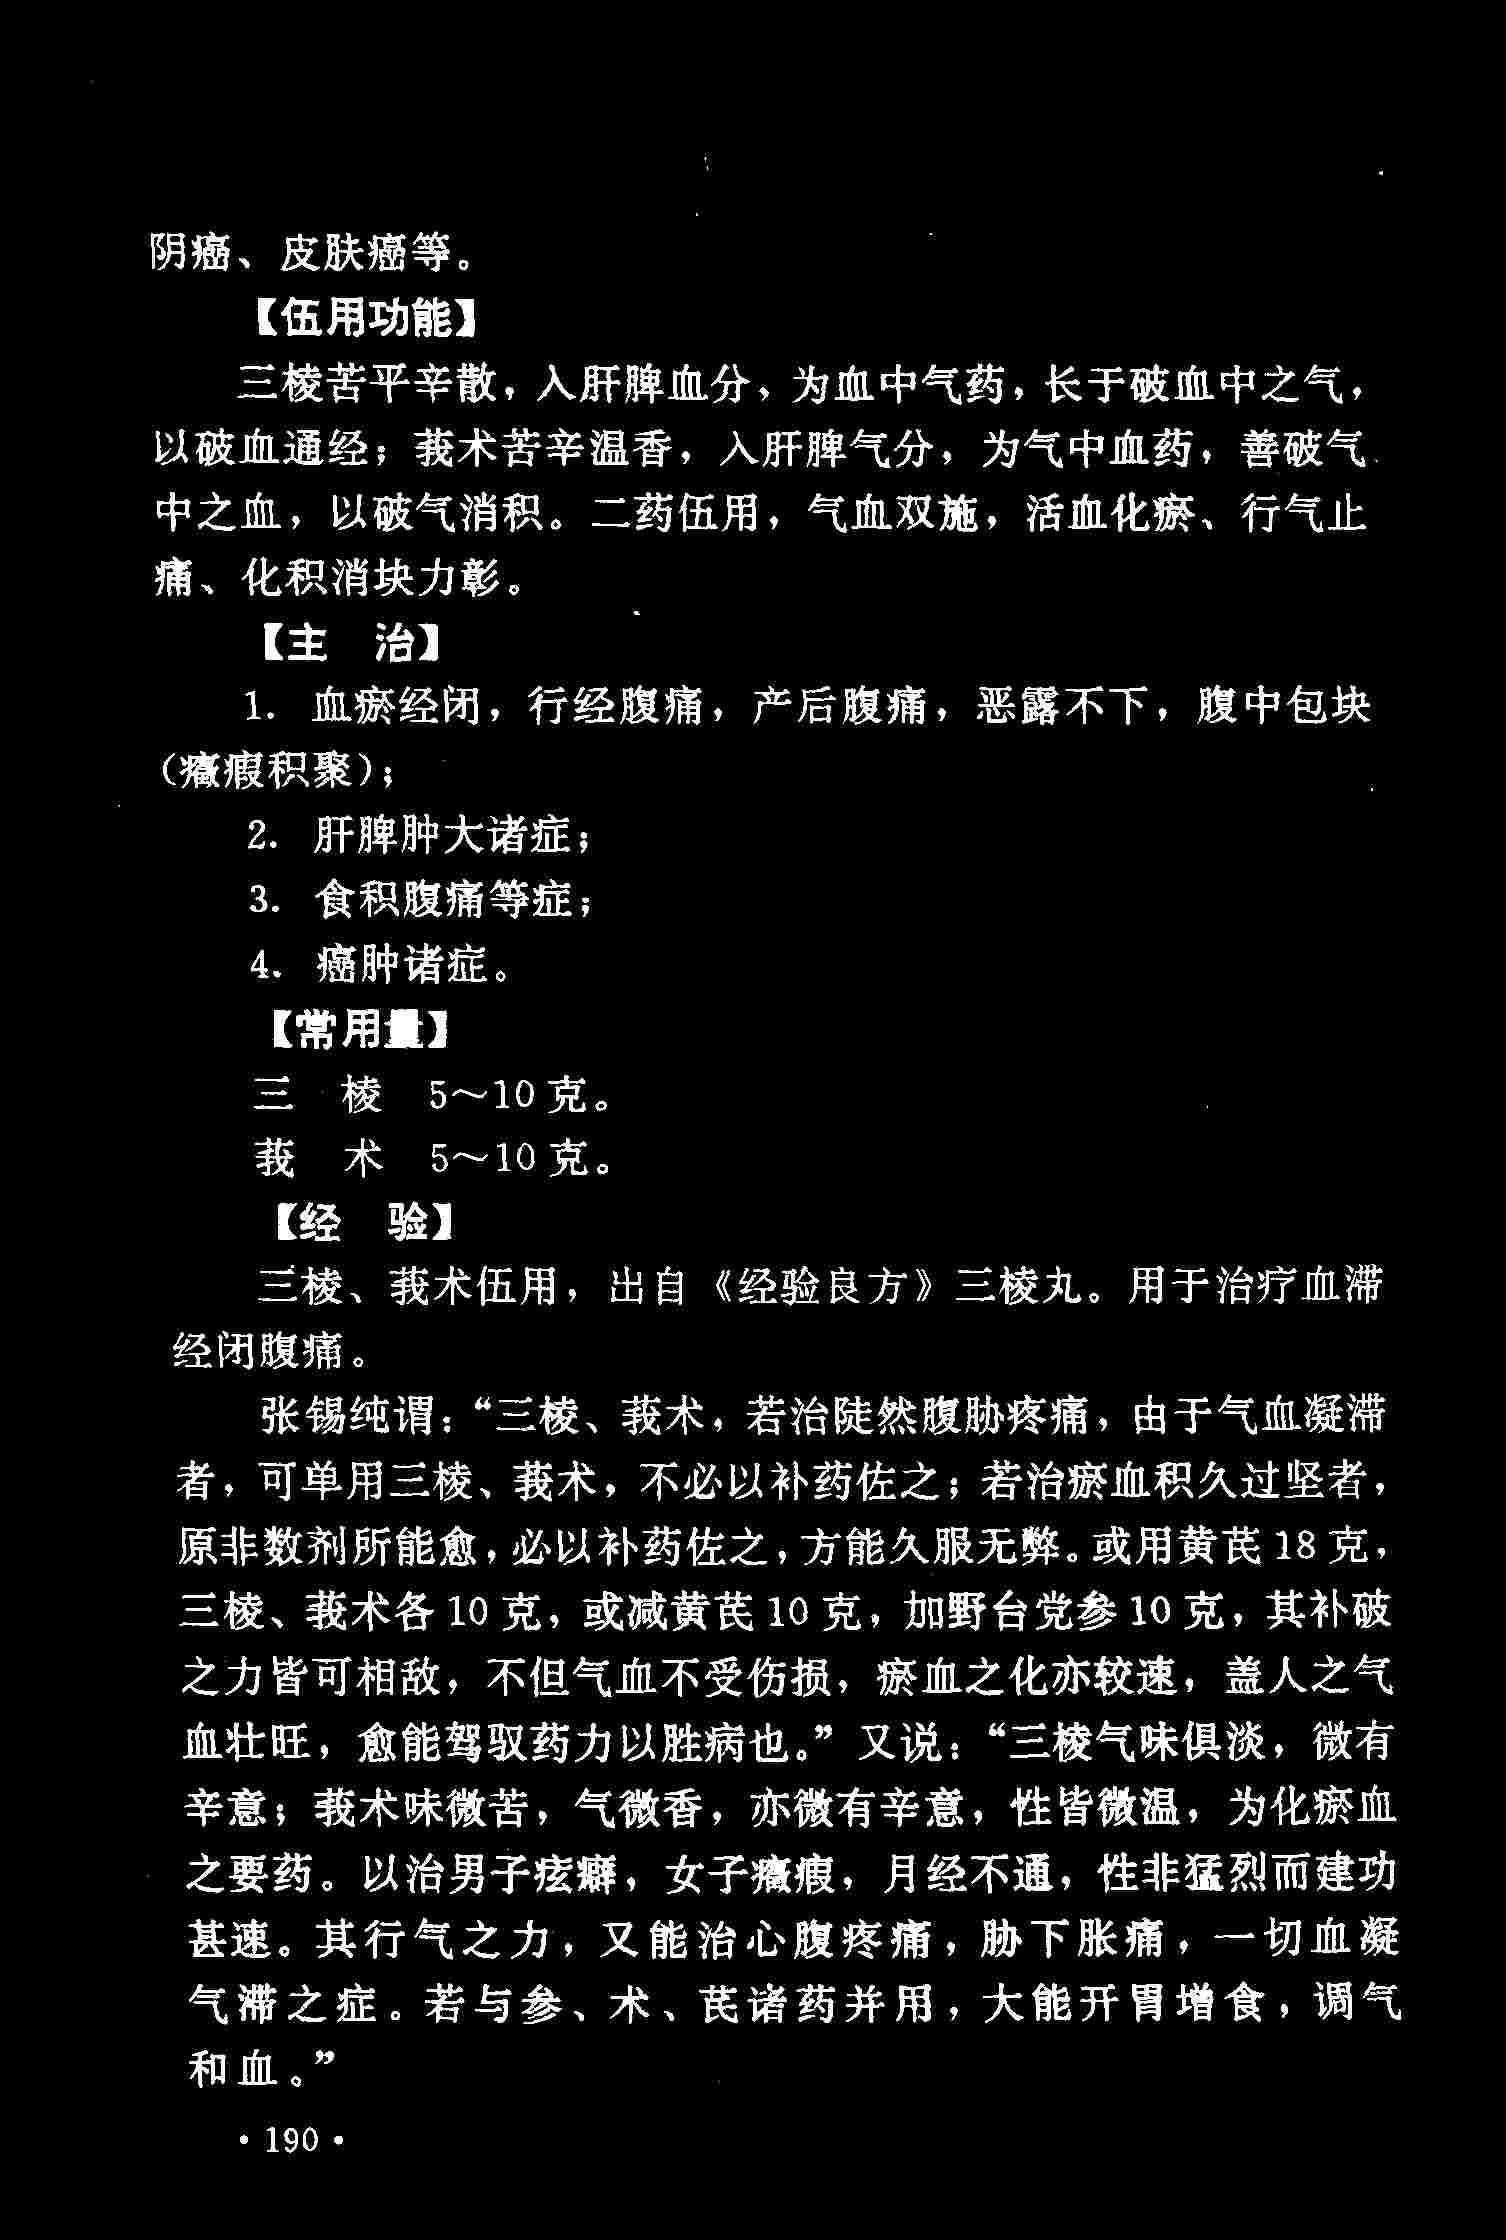 阴癌、皮肤癌等。
【伍用功能】
三棱苦平辛散，入肝脾血分，为血中气药，长于破血中之气，
以破血通经；莪术苦辛温香，入肝脾气分，为气中血药，善破气
中之血，以破气消积。二药伍用，气血双施，活血化瘀、行气止
痛、化积消块力彰。
【主　治】
1. 血瘀经闭，行经腹痛，产后腹痛，恶露不下，腹中包块
（癥瘕积聚）；
2. 肝脾肿大诸症；
3. 食积腹痛等症；
4. 癌肿诸症。
【常用量】
三　棱　5～10克。
莪　术　5～10克。
【经　验】
三棱、莪术伍用，出自《经验良方》三棱丸。用于治疗血滞
经闭腹痛。
张锡纯谓：“三棱、莪术，若治陡然腹胁疼痛，由于气血凝滞
者，可单用三棱、莪术，不必以补药佐之；若治瘀血积久过坚者，
原非数剂所能愈，必以补药佐之，方能久服无弊。或用黄芪18克，
三棱、莪术各10克，或减黄芪10克，加野台党参10克，其补破
之力皆可相敌，不但气血不受伤损，瘀血之化亦较速，盖人之气
血壮旺，愈能驾驭药力以胜病也。”又说：“三棱气味俱淡，微有
辛意；莪术味微苦，气微香，亦微有辛意，性皆微温，为化瘀血
之要药。以治男子痃癖，女子癥瘕，月经不通，性非猛烈而建功
甚速。其行气之力，又能治心腹疼痛，胁下胀痛，一切血凝
气滞之症。若与参、术、芪诸药并用，大能开胃增食，调气
和血。”
·190·